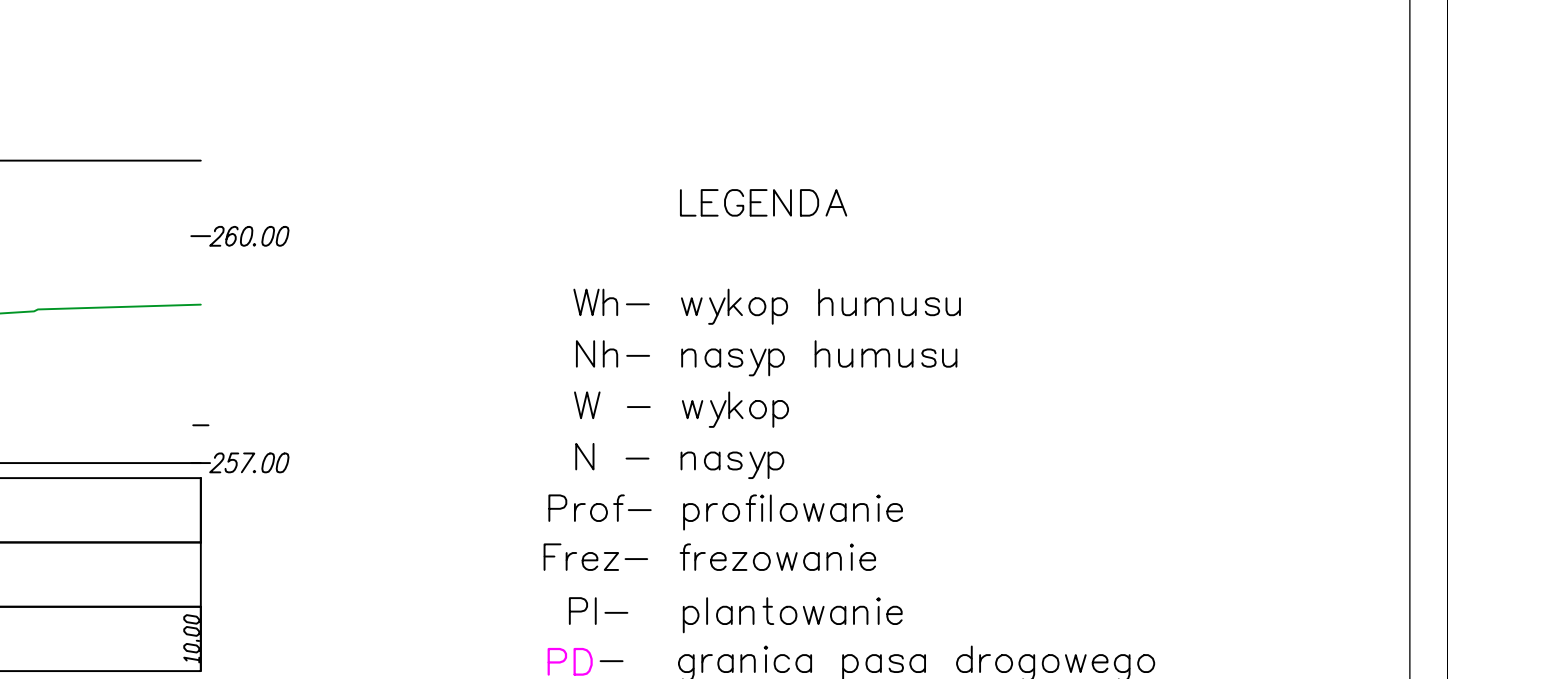 LEGENDA
260.00
Wh– wykop humusu
Nh– nasyp humusu
W – wykop
N – nasyp
257.00
Prof– profilowanie
Frez– frezowanie
Pl– plantowanie
10.00
PD– granica pasa drogowego